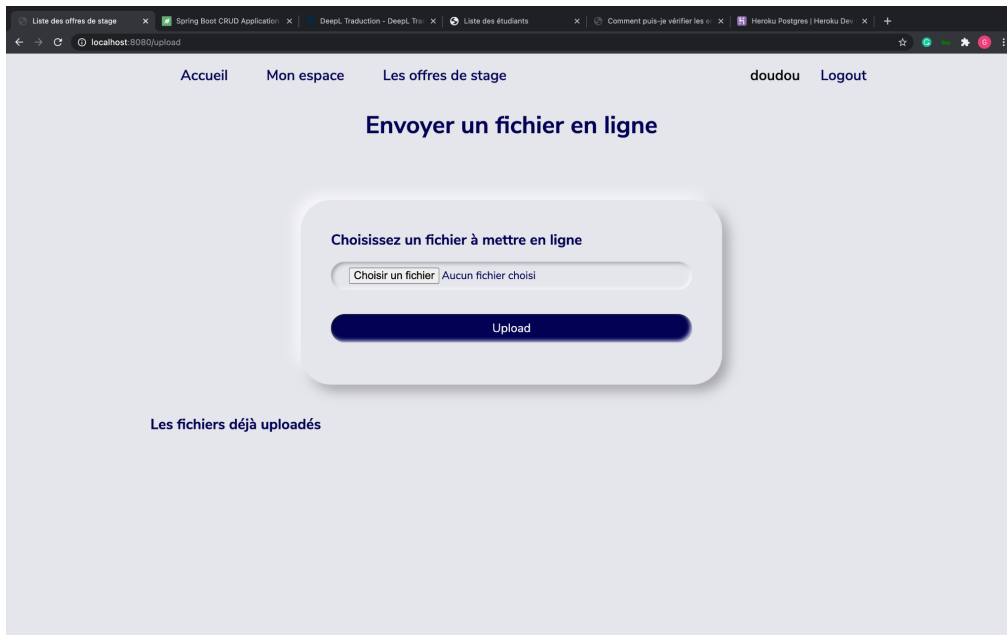 Liste des offres de stage
Spring Boot CRUD Application
DeepL Traduction - DeepL Tran
Liste des étudiants
Comment puis-je vérifier les er
Heroku Postgres | Heroku Dev
localhost:8080/upload
G
G
Accueil Mon espace Les offres de stage doudou Logout
Envoyer un fichier en ligne
Choisissez un fichier à mettre en ligne
Choisir un fichier Aucun fichier choisi
Upload
Les fichiers déjà uploadés